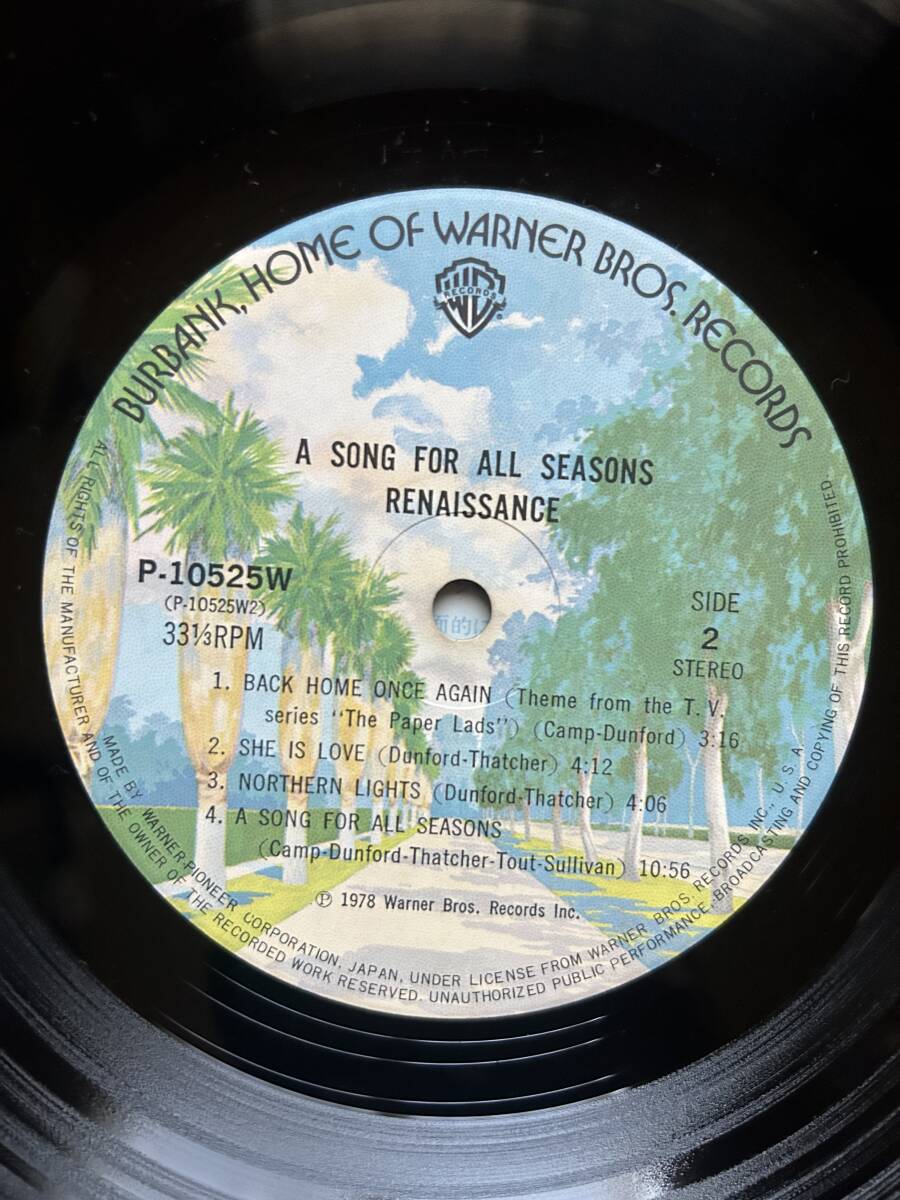 BURBANK, HOME OF WARNER BROS. RECORDS
RECORDS
A SONG FOR ALL SEASONS
RENAISSANCE
P-10525W
(P-10525W2)
33⅓RPM
SIDE
2
STEREO
1. BACK HOME ONCE AGAIN (Theme from the T.V.
series "The Paper Lads") (Camp-Dunford) 3:16
2. SHE IS LOVE (Dunford-Thatcher) 4:12
3. NORTHERN LIGHTS (Dunford-Thatcher) 4:06
4. A SONG FOR ALL SEASONS
(Camp-Dunford-Thatcher-Tout-Sullivan) 10:56
℗ 1978 Warner Bros. Records Inc.
MADE BY WARNER-PIONEER CORPORATION, JAPAN, UNDER LICENSE FROM WARNER BROS. RECORDS INC., U.S.A.
ALL RIGHTS OF THE MANUFACTURER AND OF THE OWNER OF THE RECORDED WORK RESERVED. UNAUTHORIZED PUBLIC PERFORMANCE, BROADCASTING AND COPYING OF THIS RECORD PROHIBITED